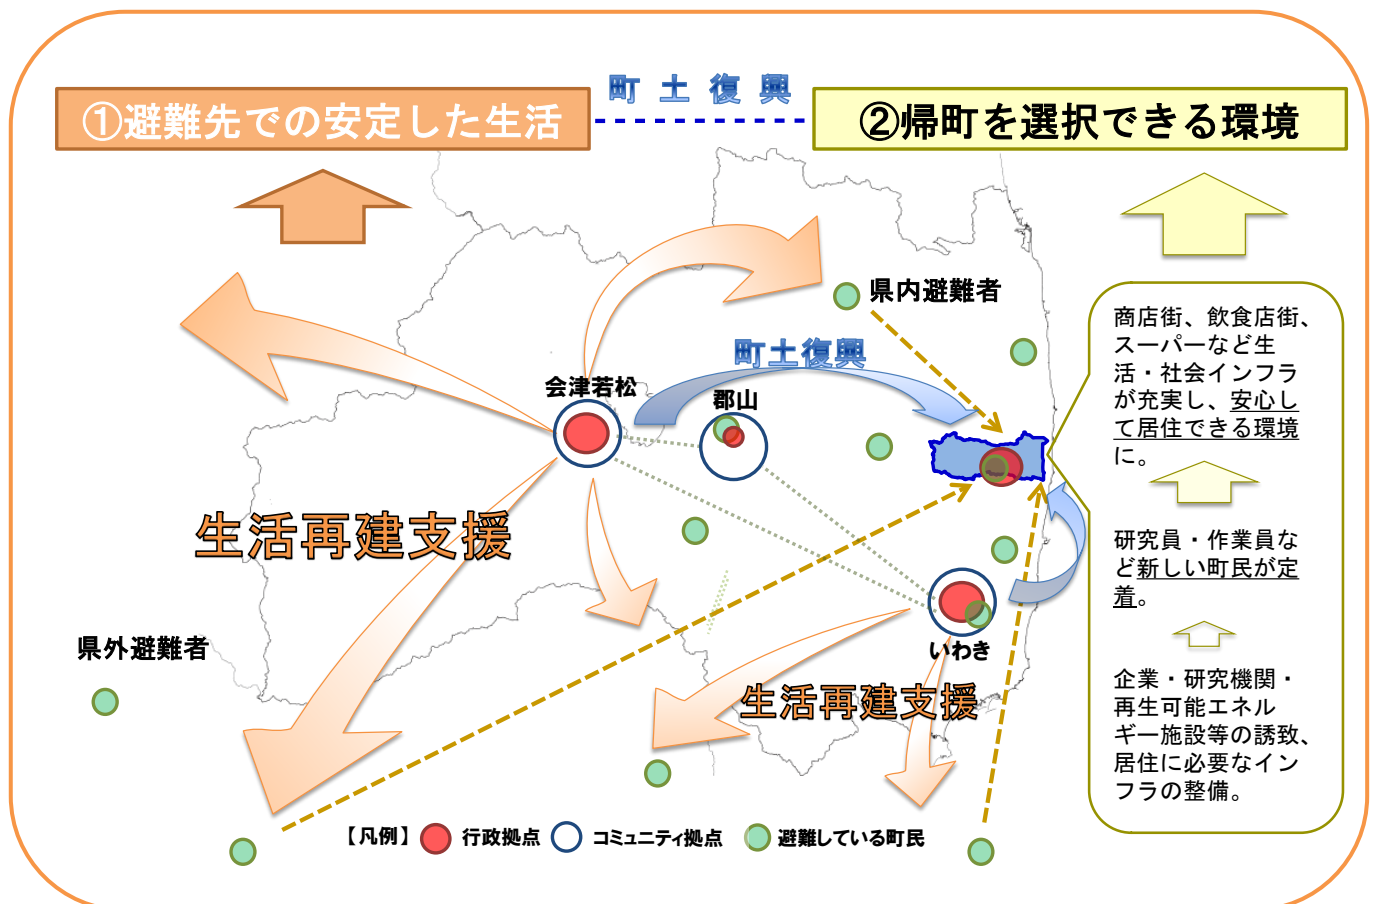 町土復興
①避難先での安定した生活
②帰町を選択できる環境
県内避難者
町土復興
会津若松
郡山
生活再建支援
県外避難者
いわき
生活再建支援
商店街、飲食店街、
スーパーなど生
活・社会インフラ
が充実し、安心し
て居住できる環境
に。
研究員・作業員な
ど新しい町民が定
着。
企業・研究機関・
再生可能エネル
ギー施設等の誘致、
居住に必要なイン
フラの整備。
【凡例】 行政拠点 コミュニティ拠点 避難している町民